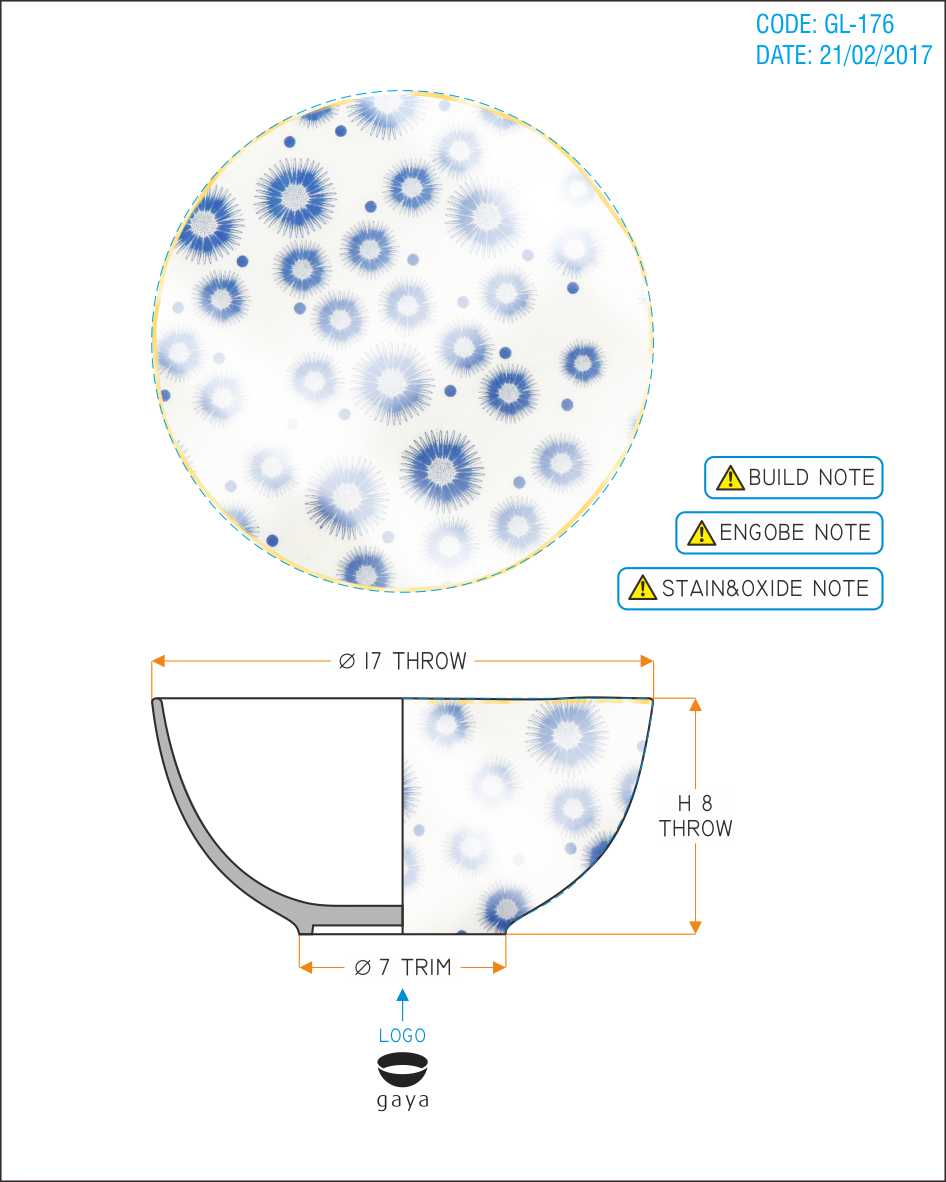 CODE: GL-176
DATE: 21/02/2017
BUILD NOTE
ENGOBE NOTE
STAIN&OXIDE NOTE
Ø 17 THROW
H 8
THROW
Ø 7 TRIM
LOGO
gaya